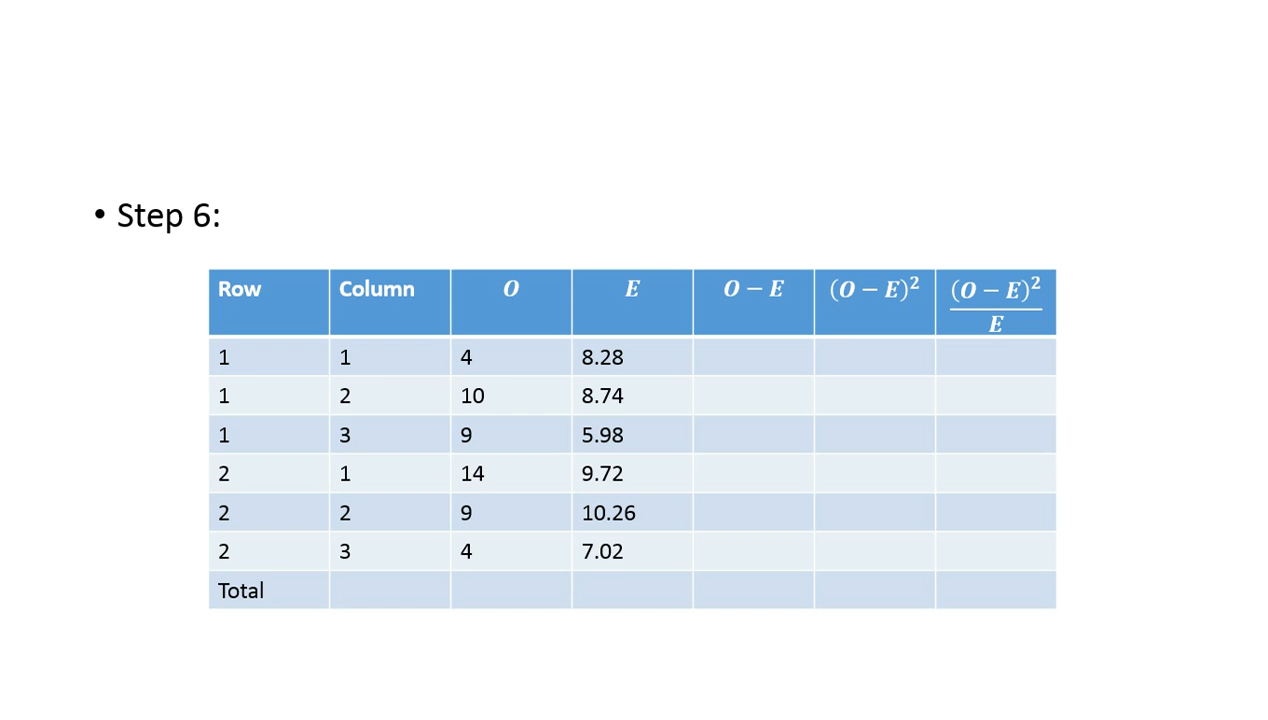 • Step 6:
Row Column O E O − E (O − E)² (O − E)²/E
1 1 4 8.28
1 2 10 8.74
1 3 9 5.98
2 1 14 9.72
2 2 9 10.26
2 3 4 7.02
Total